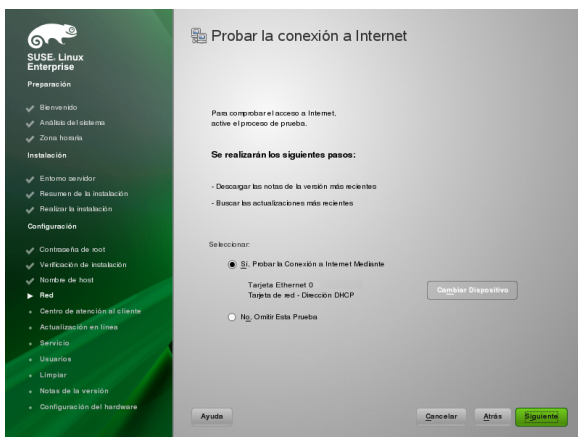 SUSE. Linux
Enterprise
Preparación
Bienvenido
Análisis del sistema
Zona horaria
Instalación
Entorno servidor
Resumen de la instalación
Realizar la instalación
Configuración
Contraseña de root
Verificación de instalación
Nombre de host
Red
Centro de atención al cliente
Actualización en línea
Servicio
Usuarios
Limpiar
Notas de la versión
Configuración del hardware
Probar la conexión a Internet
Para comprobar el acceso a Internet,
active el proceso de prueba.
Se realizarán los siguientes pasos:
- Descargar las notas de la versión más recientes
- Buscar las actualizaciones más recientes
Seleccionar:
Sí. Probar la Conexión a Internet Mediante
Tarjeta Ethernet 0
Tarjeta de red - Dirección DHCP
Cambiar Dispositivo
No. Omitir Esta Prueba
Ayuda
Cancelar
Atrás
Siguiente